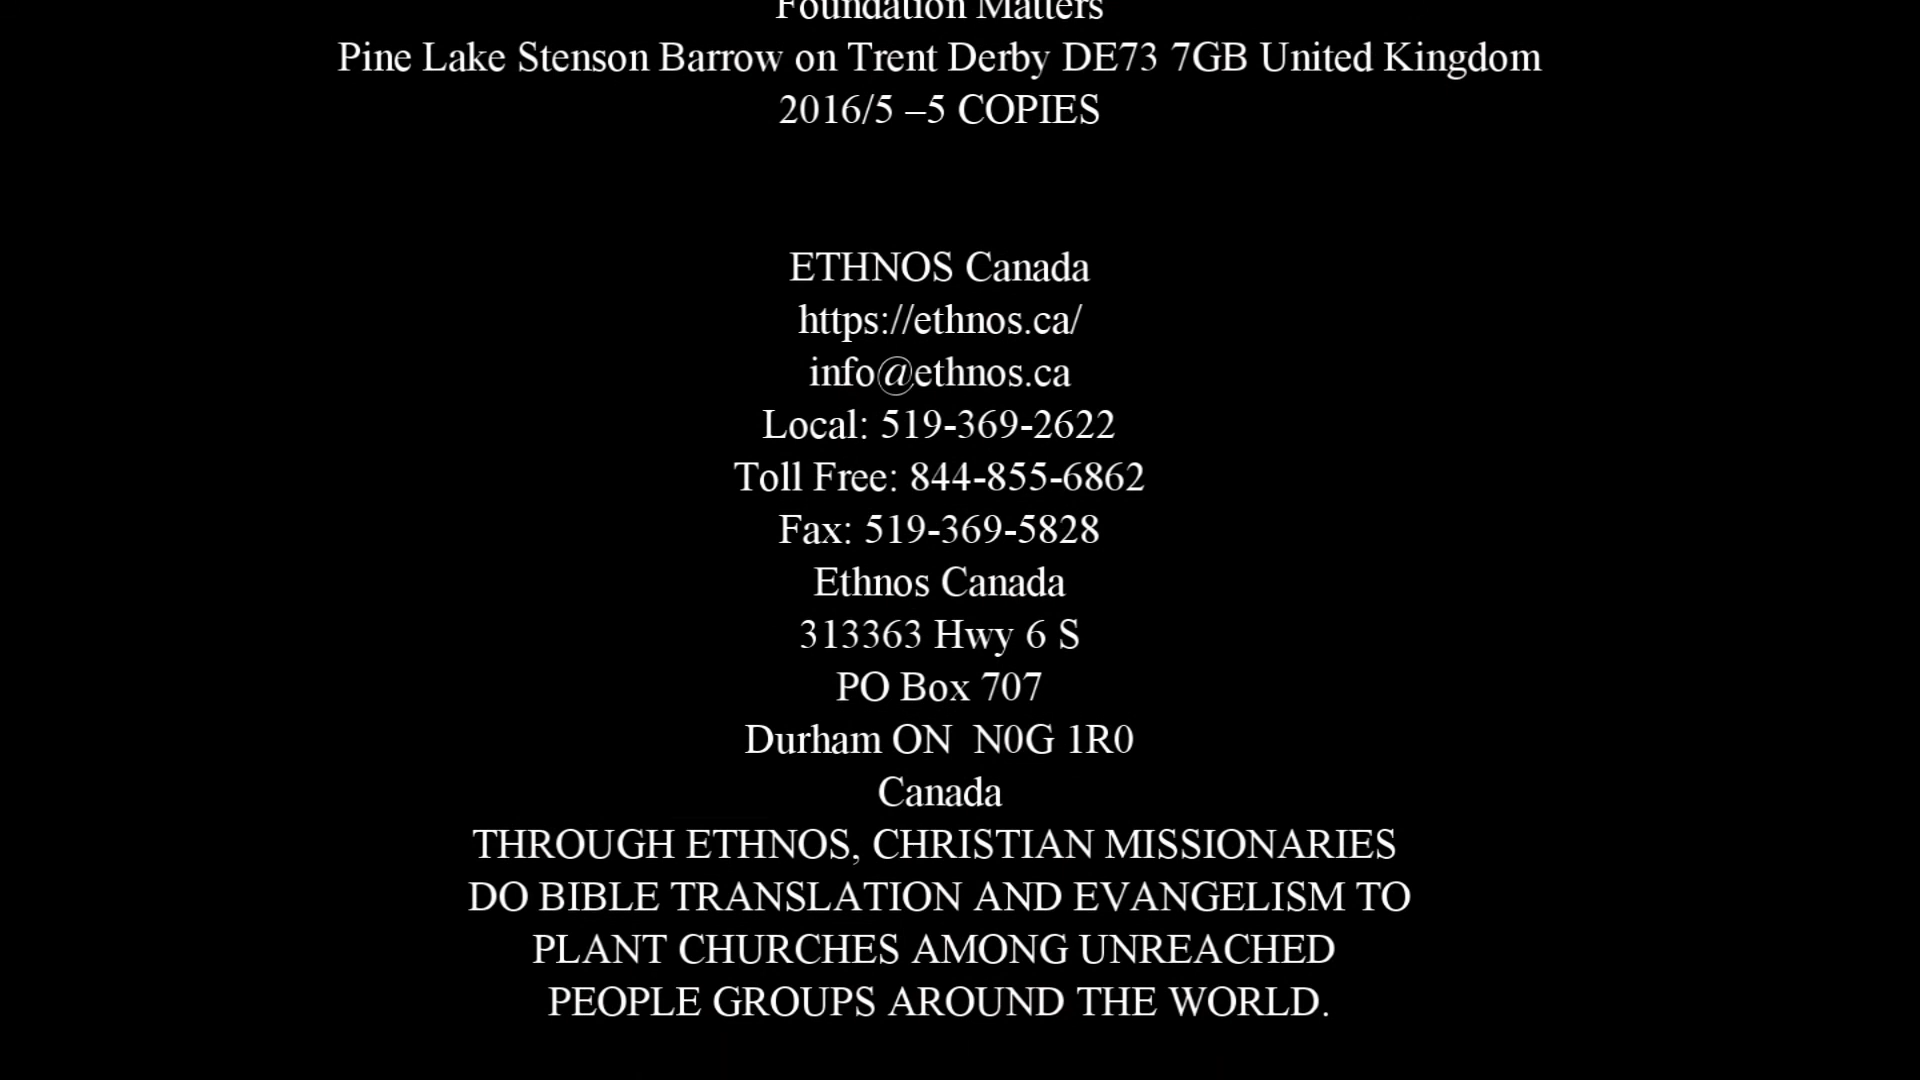 Foundation Matters
Pine Lake Stenson Barrow on Trent Derby DE73 7GB United Kingdom
2016/5 –5 COPIES
ETHNOS Canada
https://ethnos.ca/
info@ethnos.ca
Local: 519-369-2622
Toll Free: 844-855-6862
Fax: 519-369-5828
Ethnos Canada
313363 Hwy 6 S
PO Box 707
Durham ON  N0G 1R0
Canada
THROUGH ETHNOS, CHRISTIAN MISSIONARIES
DO BIBLE TRANSLATION AND EVANGELISM TO
PLANT CHURCHES AMONG UNREACHED
PEOPLE GROUPS AROUND THE WORLD.